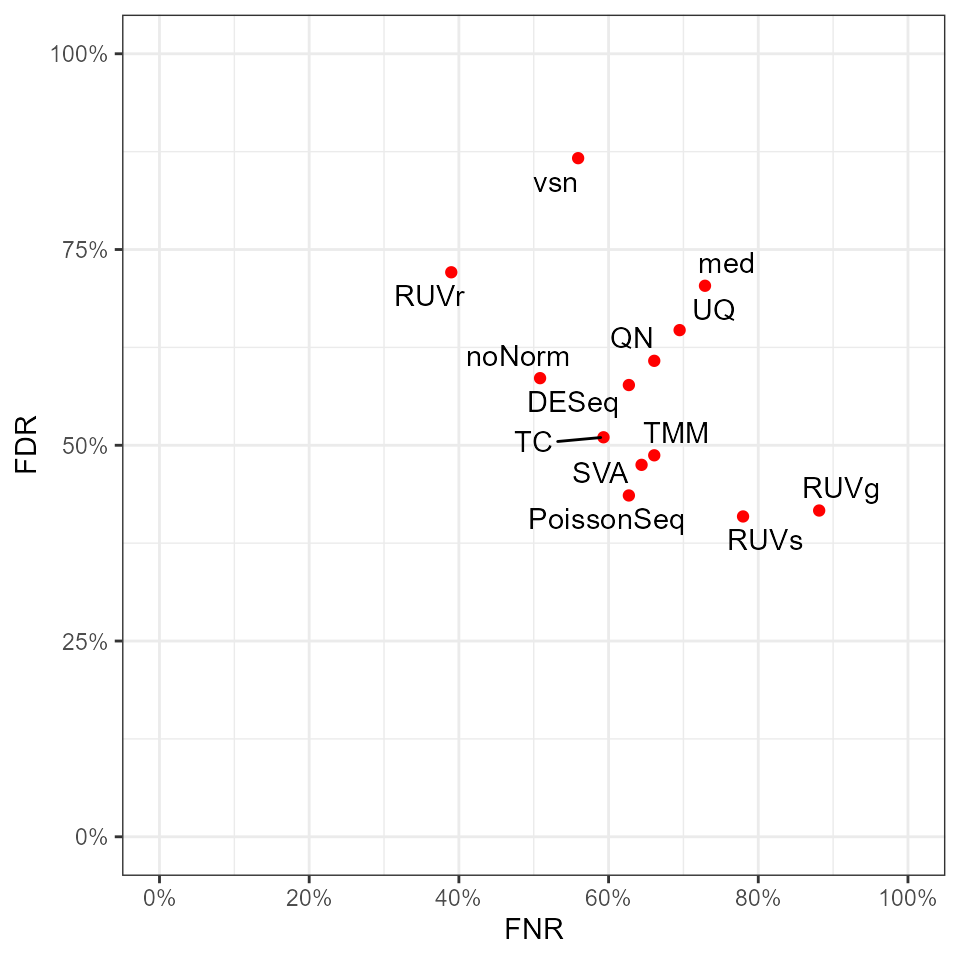 100%
vsn
75%
med
RUVr
UQ
QN
noNorm
DESeq
FDR
50%
TC
TMM
SVA
RUVg
PoissonSeq
RUVs
25%
0%
0%
20%
40%
60%
80%
100%
FNR